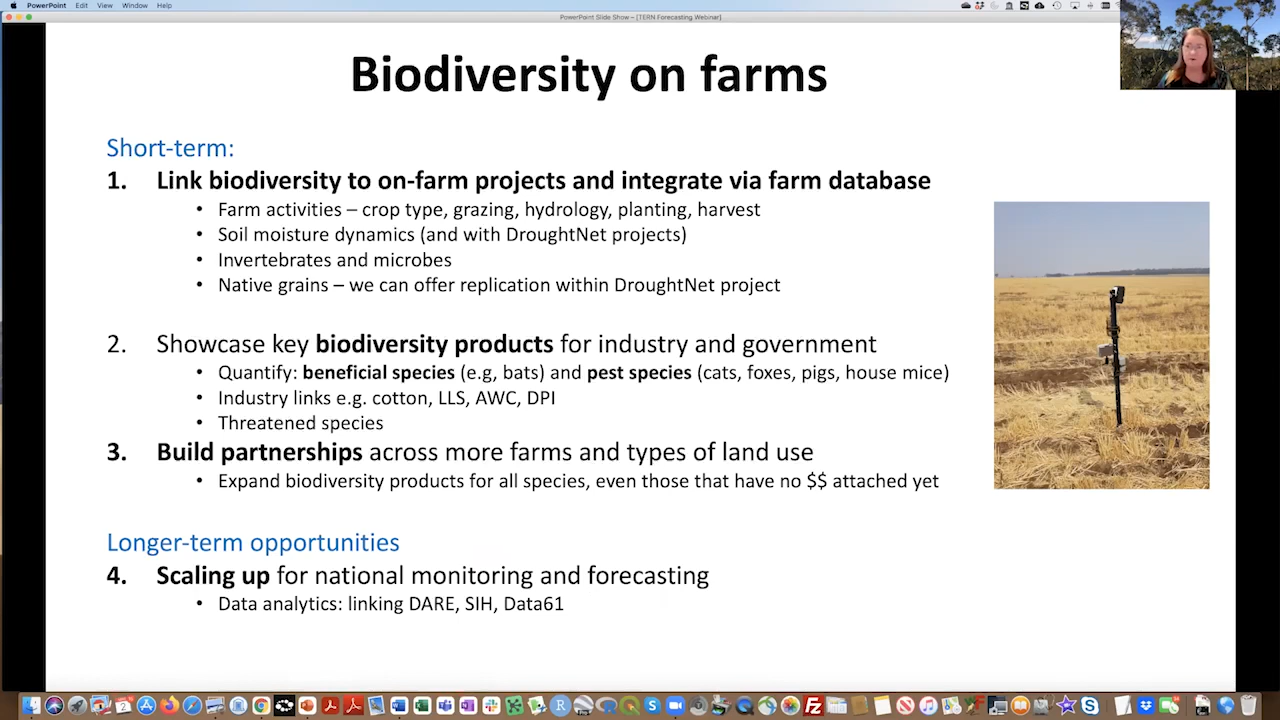 PowerPoint Edit View Window Help
PowerPoint Slide Show – [TERN Forecasting Webinar]
Biodiversity on farms
Short-term:
1. Link biodiversity to on-farm projects and integrate via farm database
• Farm activities – crop type, grazing, hydrology, planting, harvest
• Soil moisture dynamics (and with DroughtNet projects)
• Invertebrates and microbes
• Native grains – we can offer replication within DroughtNet project
2. Showcase key biodiversity products for industry and government
• Quantify: beneficial species (e.g, bats) and pest species (cats, foxes, pigs, house mice)
• Industry links e.g. cotton, LLS, AWC, DPI
• Threatened species
3. Build partnerships across more farms and types of land use
• Expand biodiversity products for all species, even those that have no $$ attached yet
Longer-term opportunities
4. Scaling up for national monitoring and forecasting
• Data analytics: linking DARE, SIH, Data61